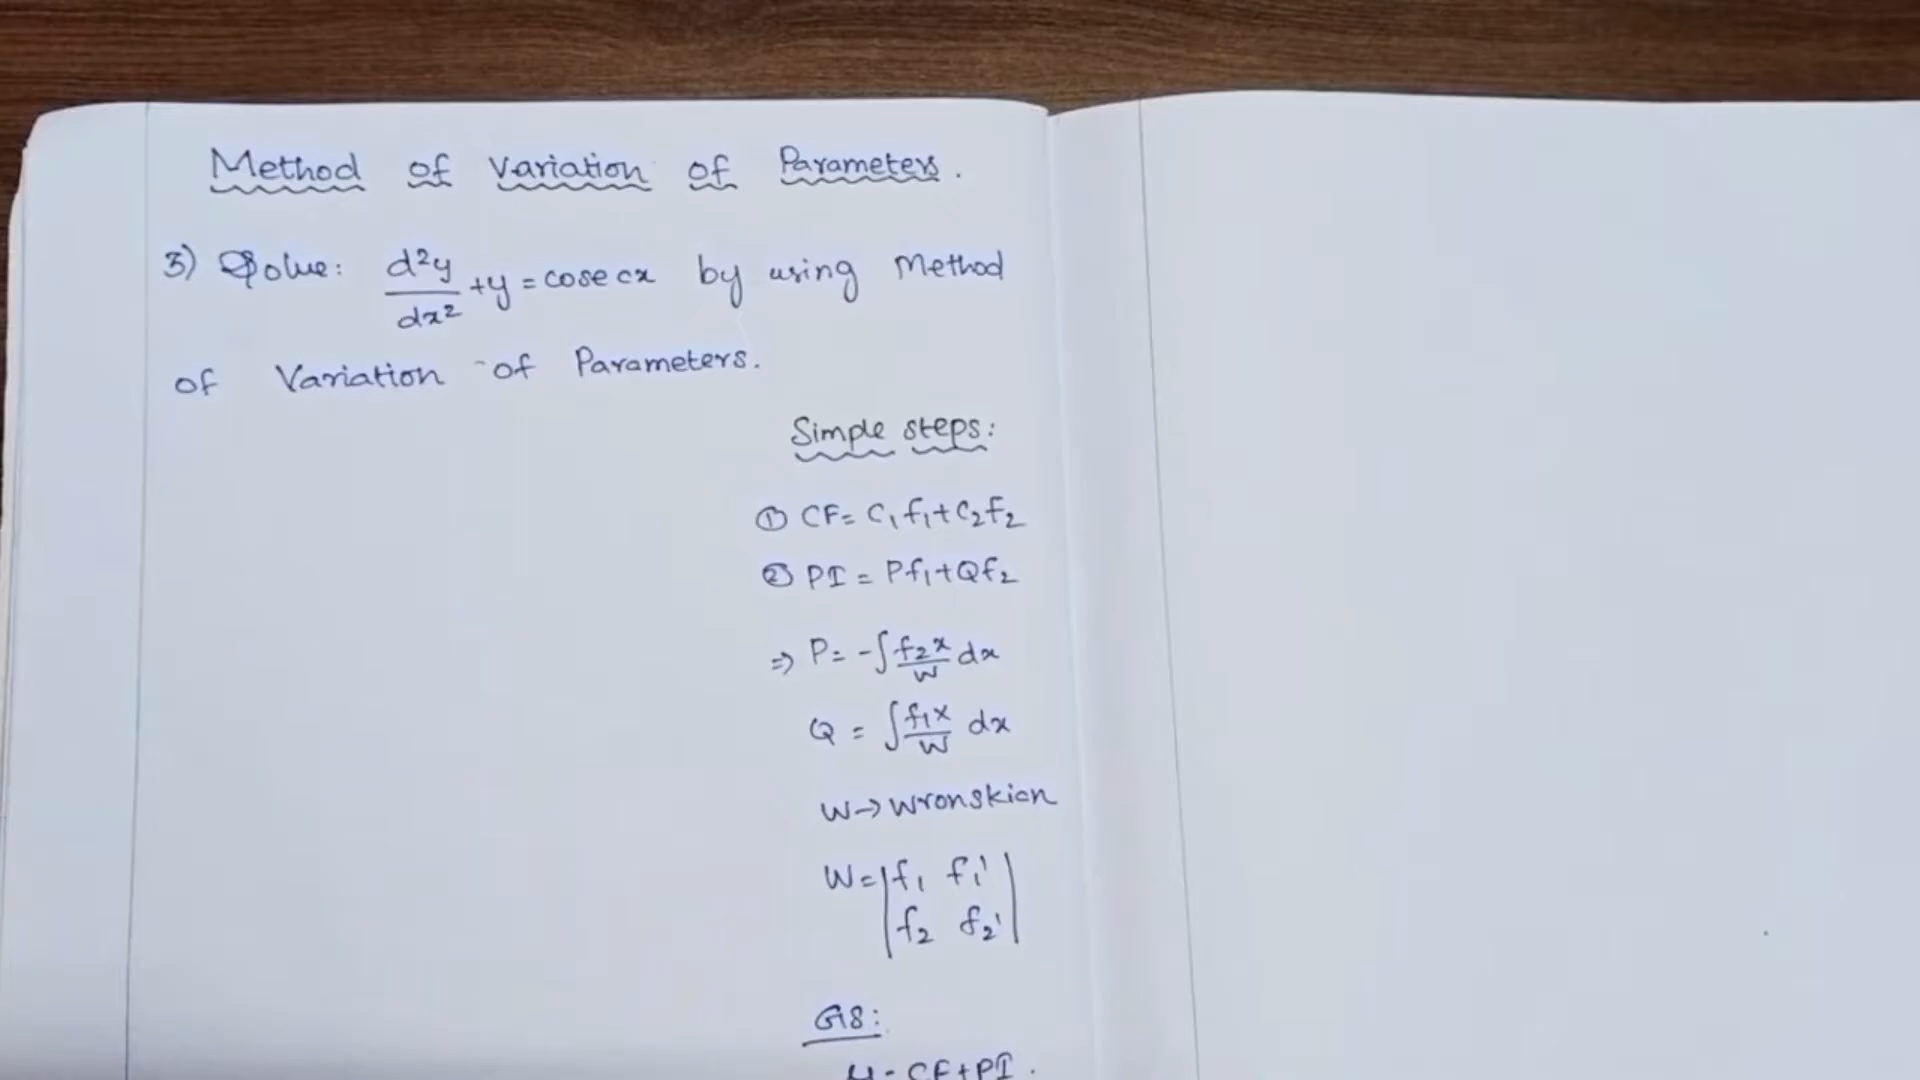 Method of Variation of Parameters.
3) Solve: d²y/dx² + y = cosecx by using Method
of Variation of Parameters.
Simple steps:
① CF = C₁f₁ + C₂f₂
② PI = Pf₁ + Qf₂
⇒ P = -∫ f₂x/W dx
Q = ∫ f₁x/W dx
W → Wronskian
W = | f₁ f₁' |
| f₂ f₂' |
GS:
y = CF + PI.